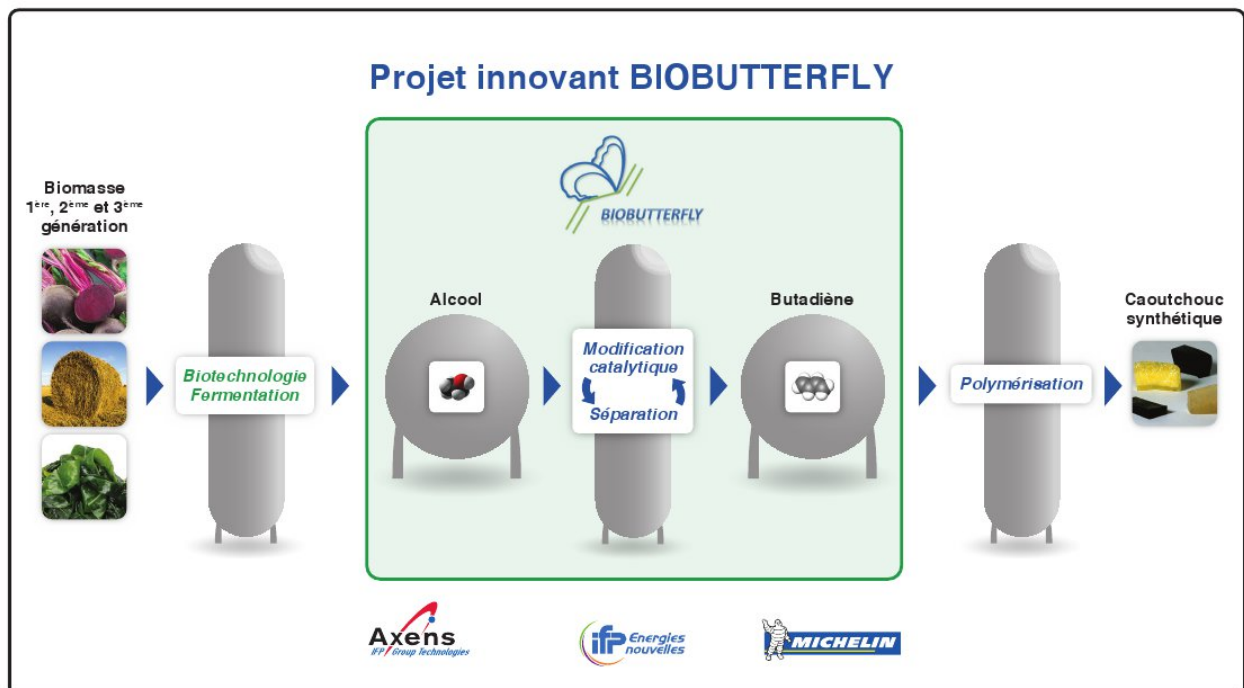 Projet innovant BIOBUTTERFLY
BIOBUTTERFLY
Biomasse
1ère, 2ème et 3ème
génération
Biotechnologie
Fermentation
Alcool
Modification
catalytique
Séparation
Butadiène
Polymérisation
Caoutchouc
synthétique
Axens
IFP Group Technologies
ifp Energies
nouvelles
MICHELIN